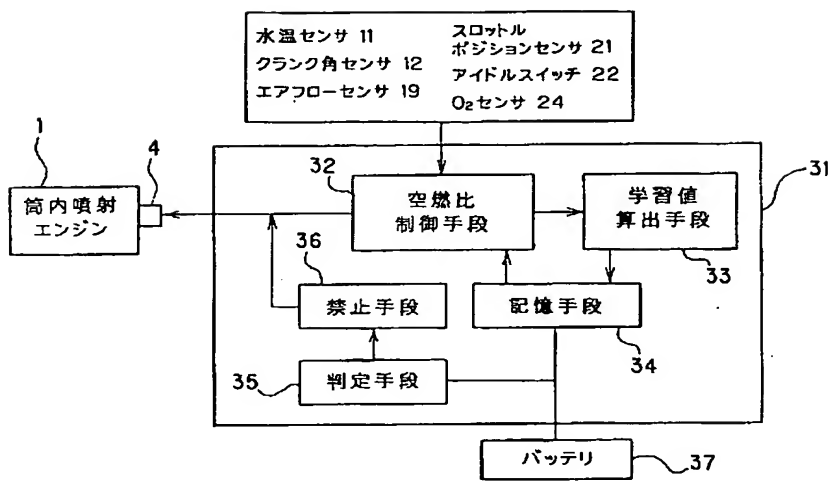 水温センサ 11
クランク角センサ 12
エアフローセンサ 19
スロットル
ポジションセンサ 21
アイドルスイッチ 22
O₂センサ 24
1
4
筒内噴射
エンジン
32
空燃比
制御手段
学習値
算出手段
31
33
36
禁止手段
記憶手段
34
35
判定手段
バッテリ
37